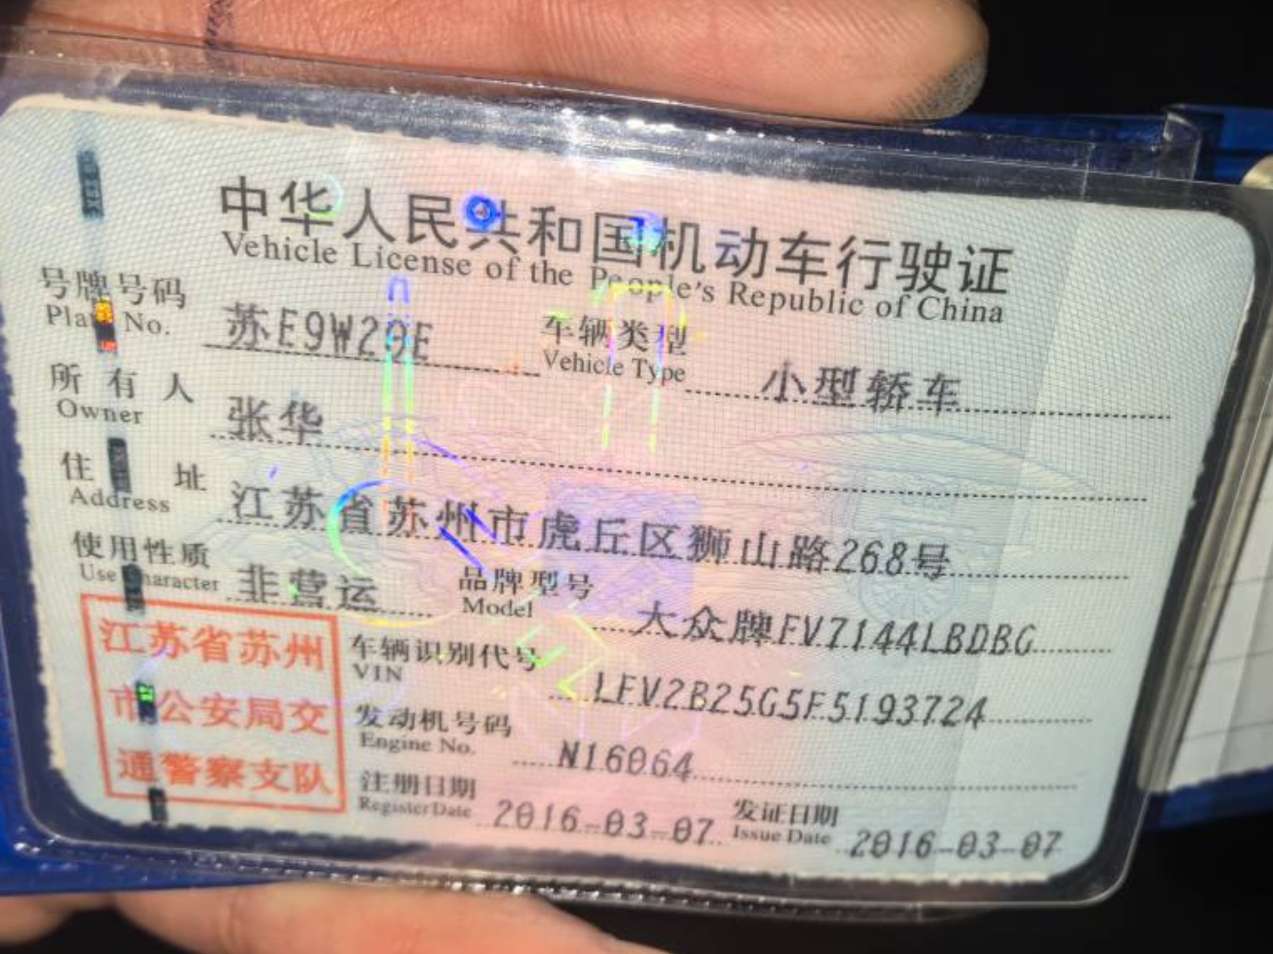 中华人民共和国机动车行驶证
Vehicle License of the People's Republic of China
号牌号码 苏E9W20E 车辆类型 小型轿车
Plate No. Vehicle Type
所有人 张华
Owner
住址 江苏省苏州市虎丘区狮山路268号
Address
使用性质 非营运 品牌型号 大众牌FV7144LBDBG
Use Character Model
江苏省苏州
市公安局交
通警察支队
车辆识别代号 LFV2B25G5F5193724
VIN
发动机号码 N16064
Engine No.
注册日期 2016-03-07 发证日期 2016-03-07
Register Date Issue Date